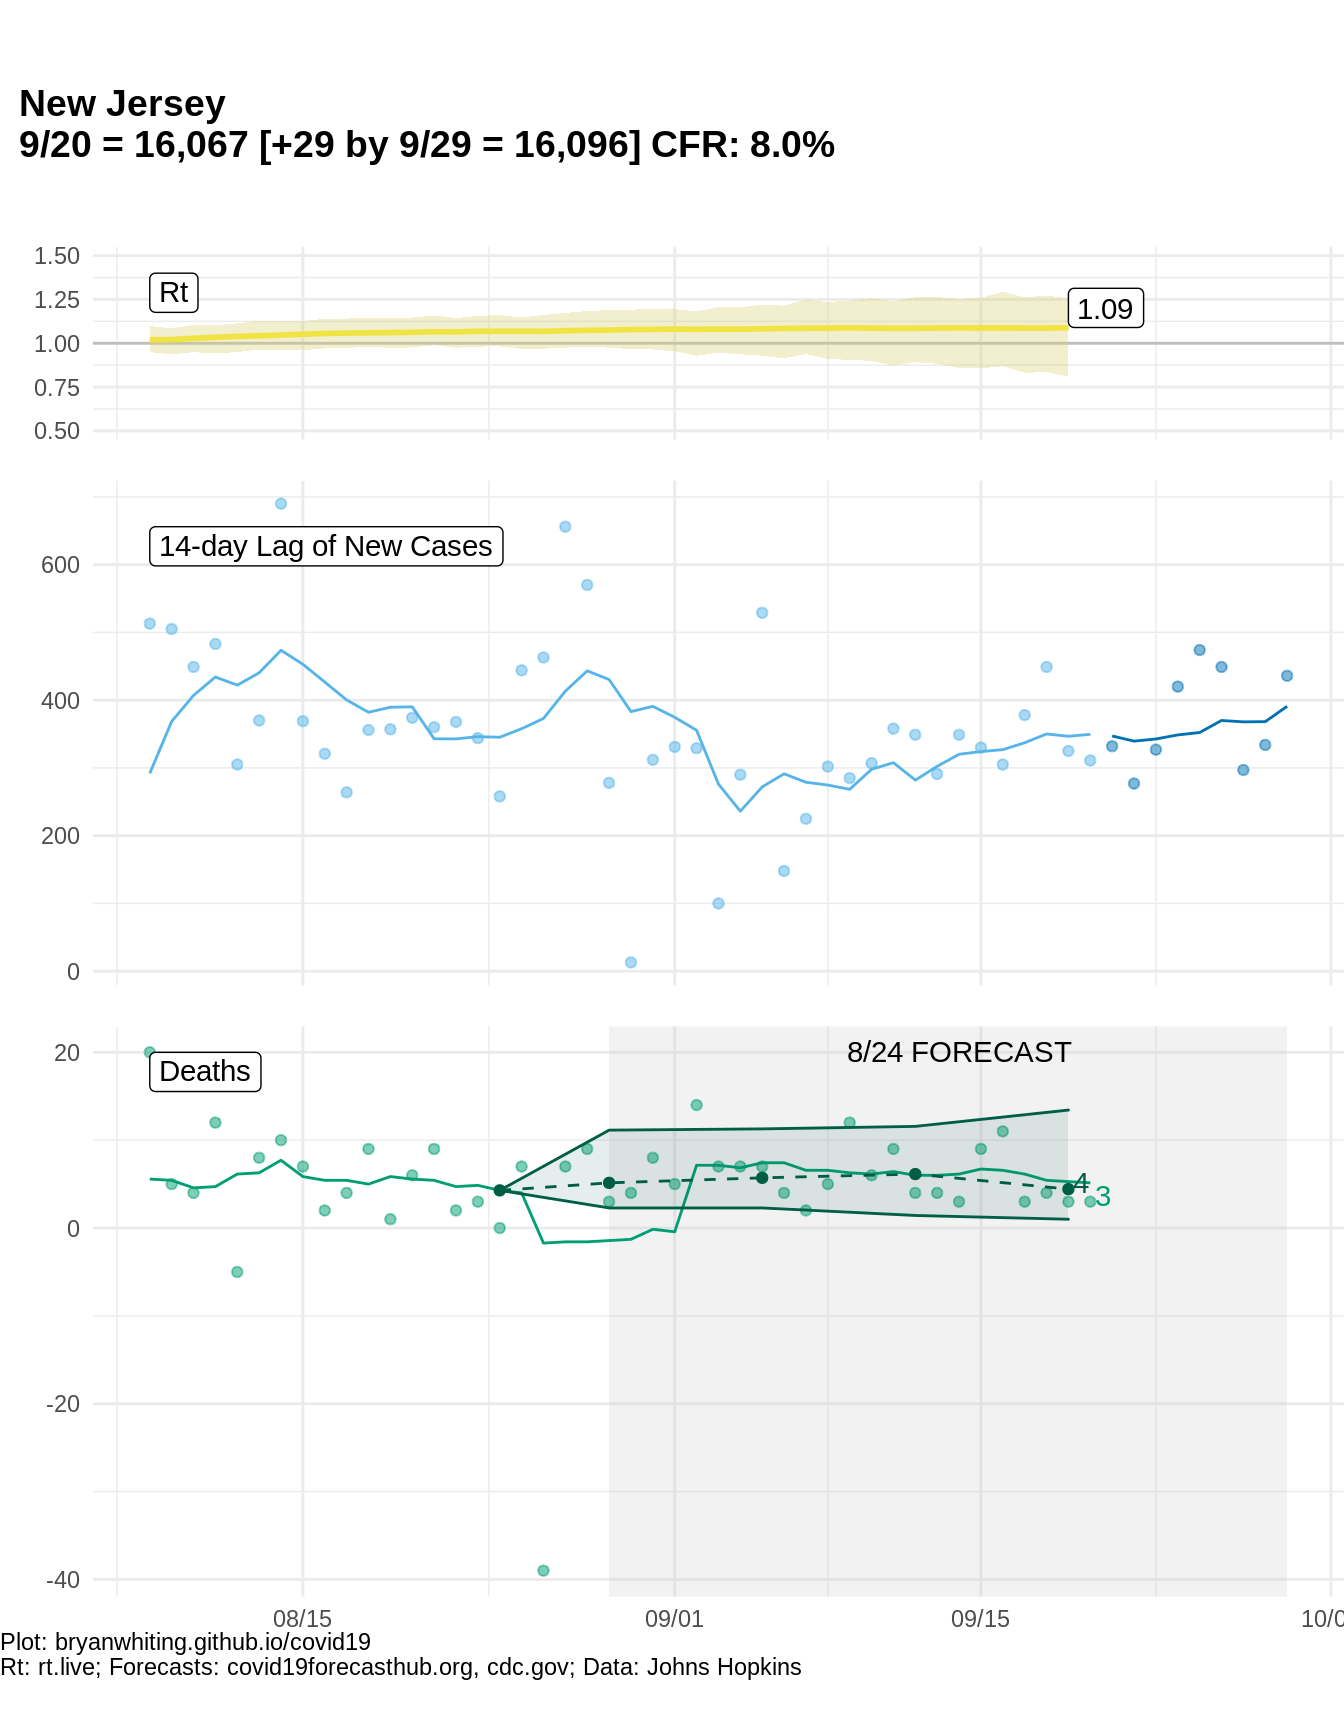 New Jersey
9/20 = 16,067 [+29 by 9/29 = 16,096] CFR: 8.0%
1.50
1.25
1.00
0.75
0.50
Rt
1.09
14-day Lag of New Cases
600
400
200
0
8/24 FORECAST
Deaths
20
0
-20
-40
4
3
08/15
09/01
09/15
10/0
Plot: bryanwhiting.github.io/covid19
Rt: rt.live; Forecasts: covid19forecasthub.org, cdc.gov; Data: Johns Hopkins